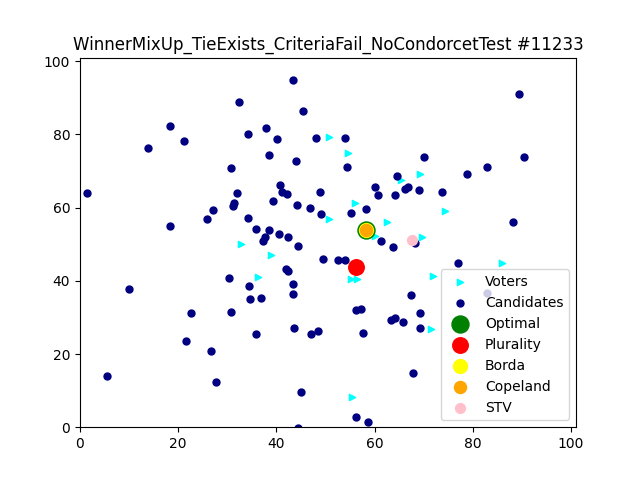 WinnerMixUp_TieExists_CriteriaFail_NoCondorcetTest #11233
100
80
60
40
20
0
0 20 40 60 80 100
Voters
Candidates
Optimal
Plurality
Borda
Copeland
STV